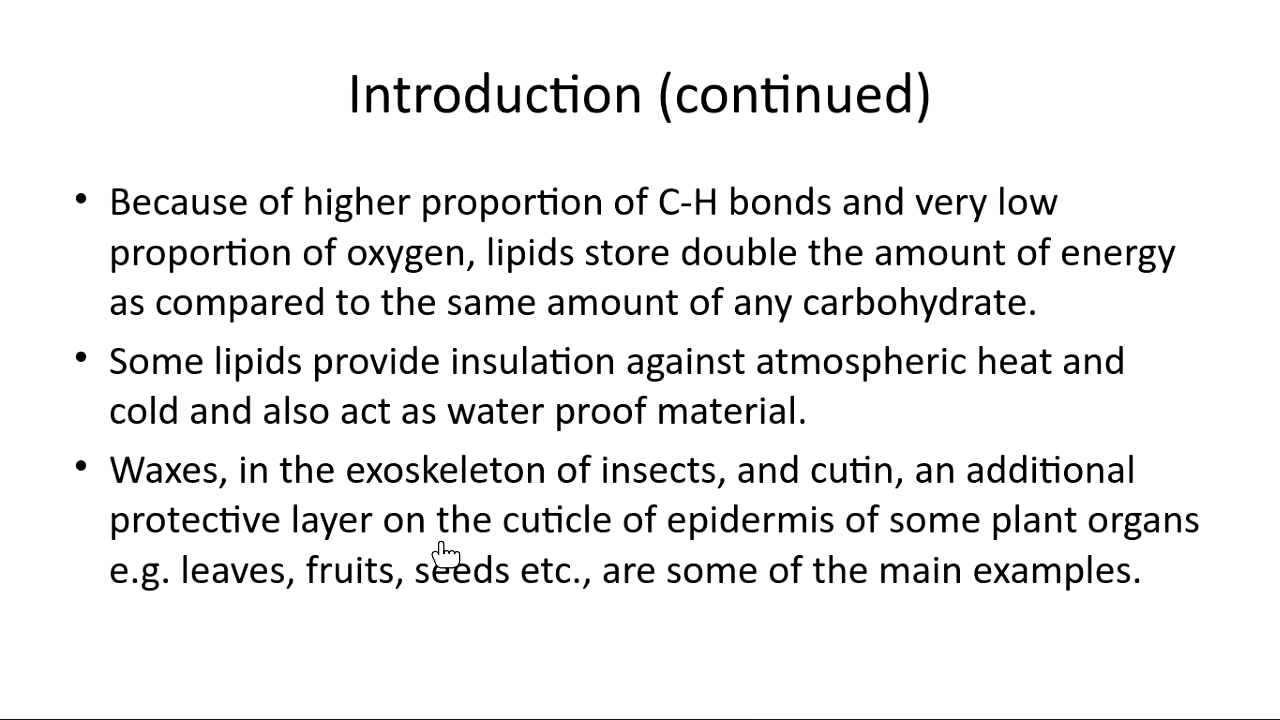 Introduction (continued)
• Because of higher proportion of C-H bonds and very low
proportion of oxygen, lipids store double the amount of energy
as compared to the same amount of any carbohydrate.
• Some lipids provide insulation against atmospheric heat and
cold and also act as water proof material.
• Waxes, in the exoskeleton of insects, and cutin, an additional
protective layer on the cuticle of epidermis of some plant organs
e.g. leaves, fruits, seeds etc., are some of the main examples.